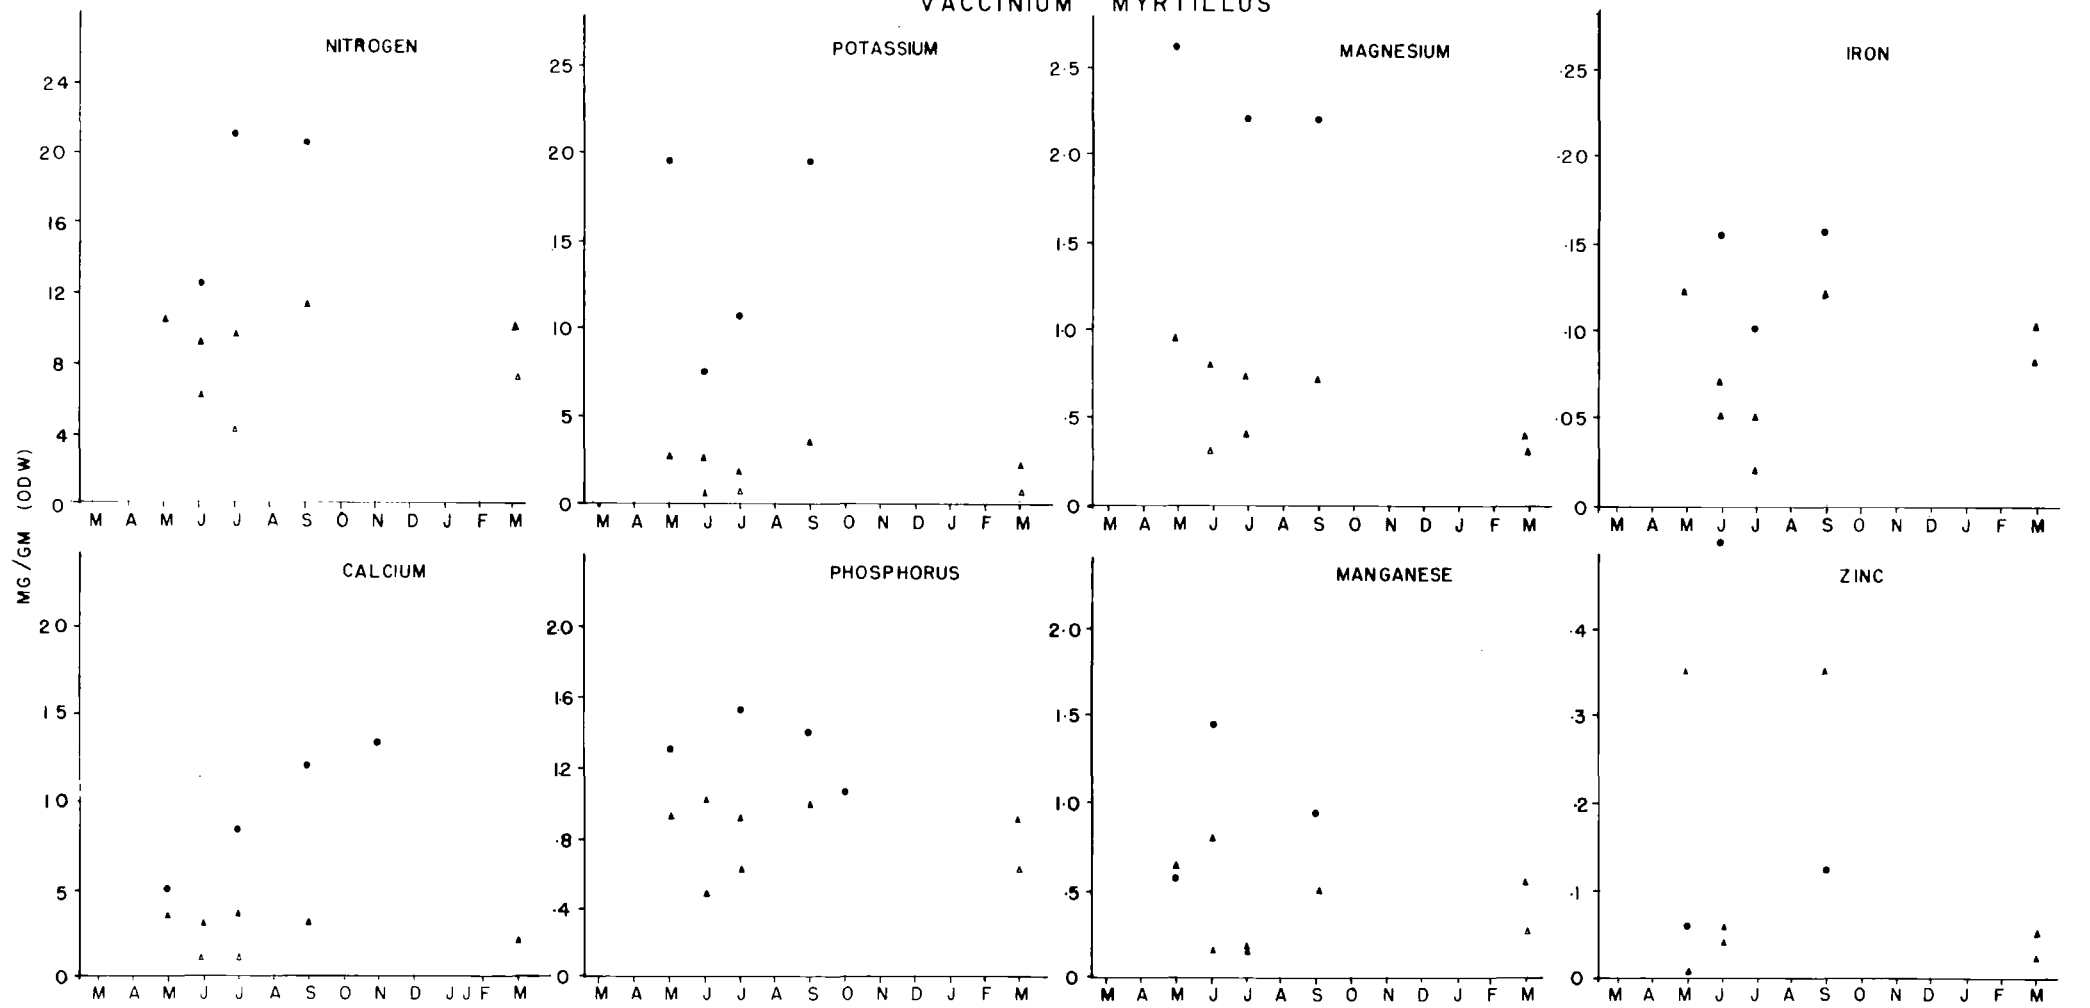 VACCINIUM MYRTILLUS
NITROGEN
24
20
16
12
8
4
0
M A M J J A S O N D J F M
POTASSIUM
25
20
15
10
5
0
M A M J J A S O N D J F M
MAGNESIUM
2·5
2·0
1·5
1·0
·5
0
M A M J J A S O N D J F M
IRON
·25
·20
·15
·10
·05
0
M A M J J A S O N D J F M
MG/GM (ODW)
CALCIUM
20
15
10
5
0
M A M J J A S O N D J J F M
PHOSPHORUS
2·0
1·6
1·2
·8
·4
0
M A M J J A S O N D J F M
MANGANESE
2·0
1·5
1·0
·5
0
M A M J J A S O N D J F M
ZINC
·4
·3
·2
·1
0
M A M J J A S O N D J F M